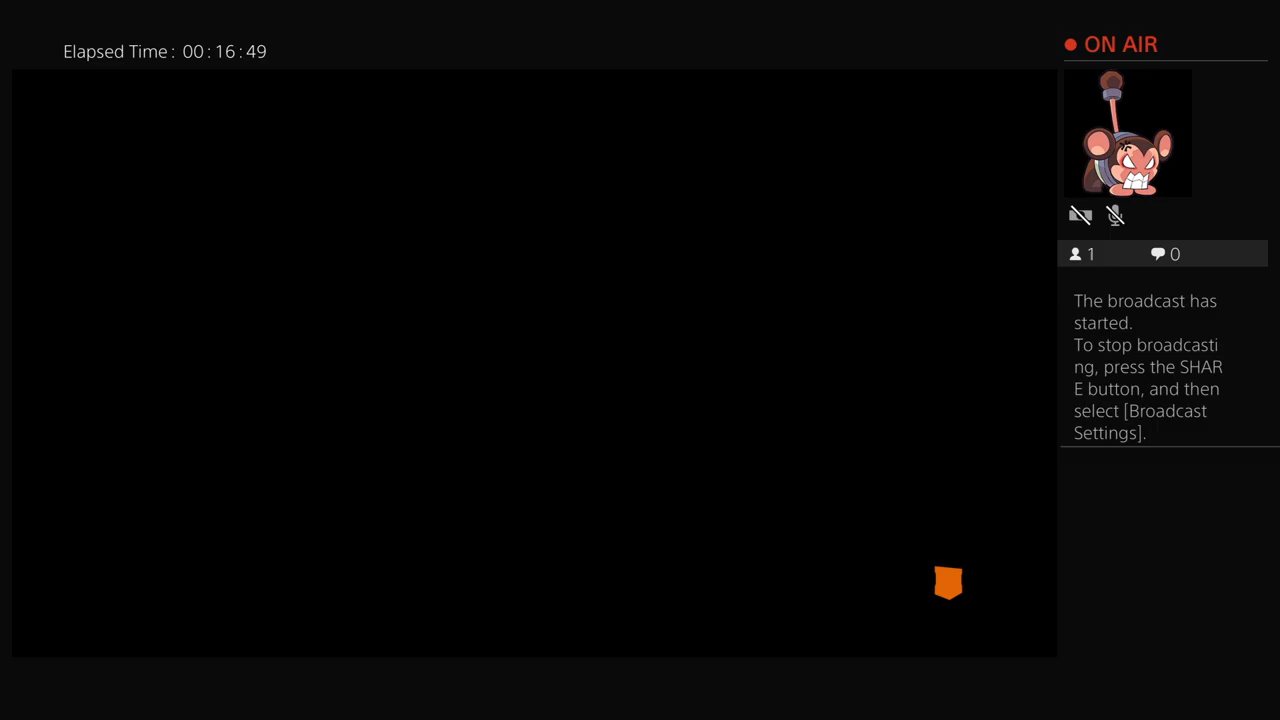 Elapsed Time : 00:16:49
ON AIR
1 0
The broadcast has
started.
To stop broadcasti
ng, press the SHAR
E button, and then
select [Broadcast
Settings].